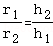 r₁/r₂ = h₂/h₁